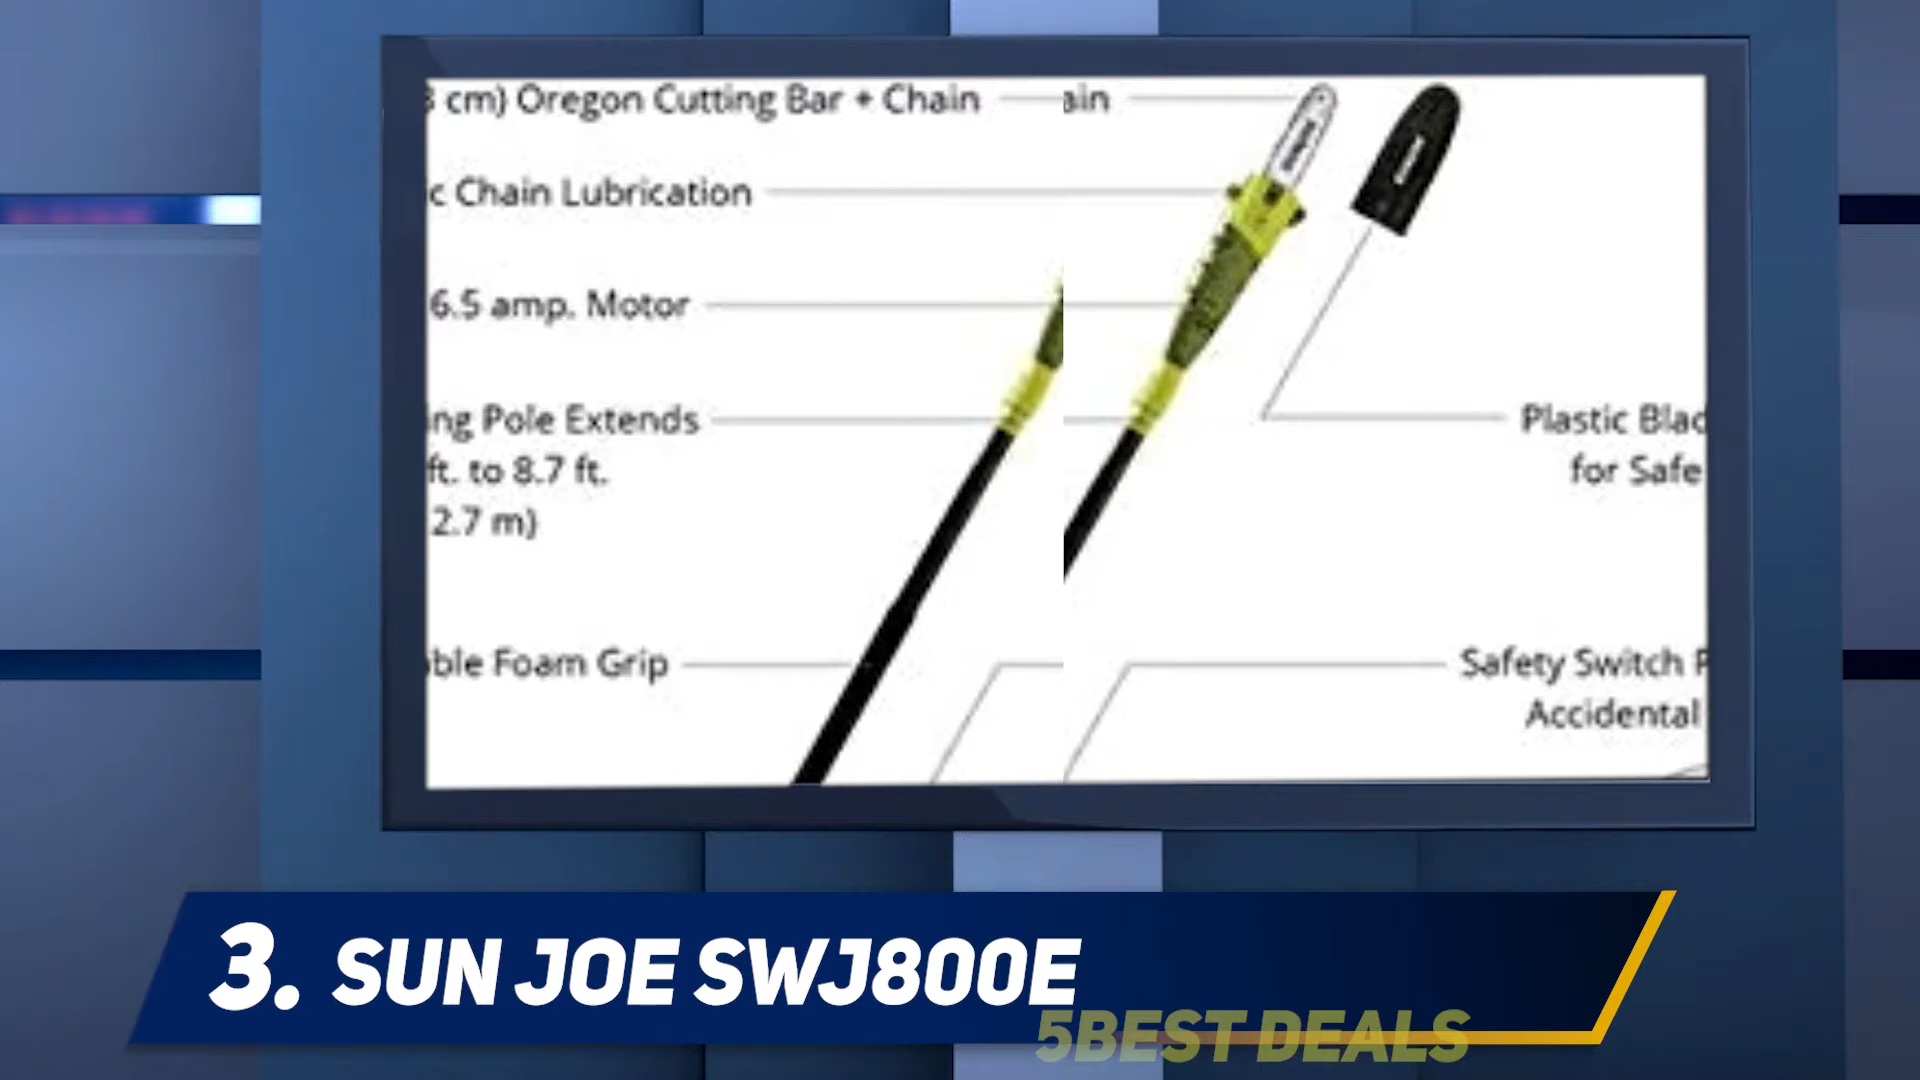 cm) Oregon Cutting Bar + Chain
ain
c Chain Lubrication
6.5 amp. Motor
ing Pole Extends
ft. to 8.7 ft.
2.7 m)
ble Foam Grip
Plastic Blad
for Safe
Safety Switch P
Accidental
3. SUN JOE SWJ800E
5BEST DEALS